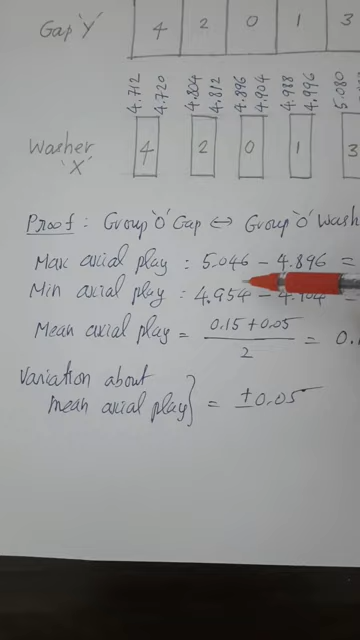 Gap 'Y' 4 2 0 1 3
4.712 4.720 4.804 4.812 4.896 4.904 4.988 4.996 5.080
Washer 'X' 4 2 0 1 3
Proof : Group 'O' Gap ↔ Group 'O' Wash
Max axial play : 5.046 - 4.896 =
Min axial play : 4.954 -
Mean axial play = 0.15 + 0.05 / 2 = 0.
Variation about
mean axial play } = ± 0.05